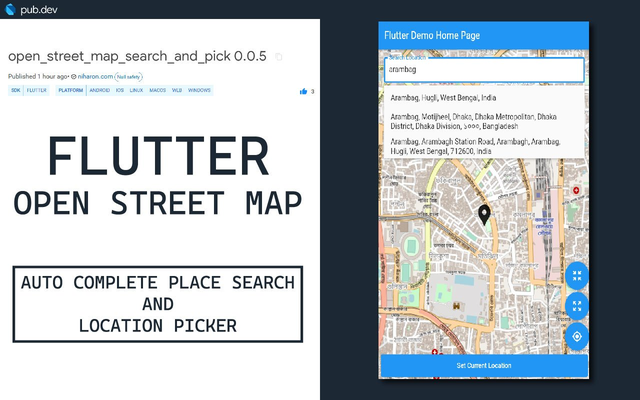 pub.dev
open_street_map_search_and_pick 0.0.5
Published 1 hour ago • niharon.com Null safety
SDK FLUTTER PLATFORM ANDROID IOS LINUX MACOS WEB WINDOWS 3
FLUTTER
OPEN STREET MAP
AUTO COMPLETE PLACE SEARCH
AND
LOCATION PICKER
Flutter Demo Home Page
Search Location
arambag
Arambag, Hugli, West Bengal, India
Arambag, Motijheel, Dhaka, Dhaka Metropolitan, Dhaka
District, Dhaka Division, ১০০০, Bangladesh
Arambag, Arambagh Station Road, Arambagh, Arambag,
Hugli, West Bengal, 712600, India
Set Current Location